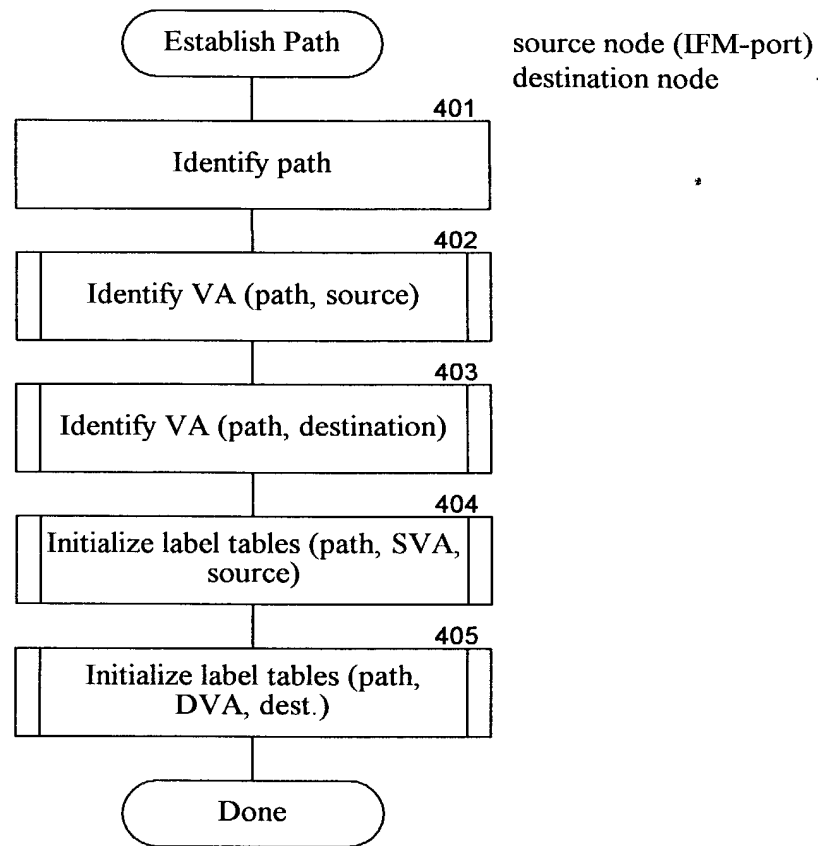 Establish Path
source node (IFM-port)
destination node
401
Identify path
402
Identify VA (path, source)
403
Identify VA (path, destination)
404
Initialize label tables (path, SVA,
source)
405
Initialize label tables (path,
DVA, dest.)
Done